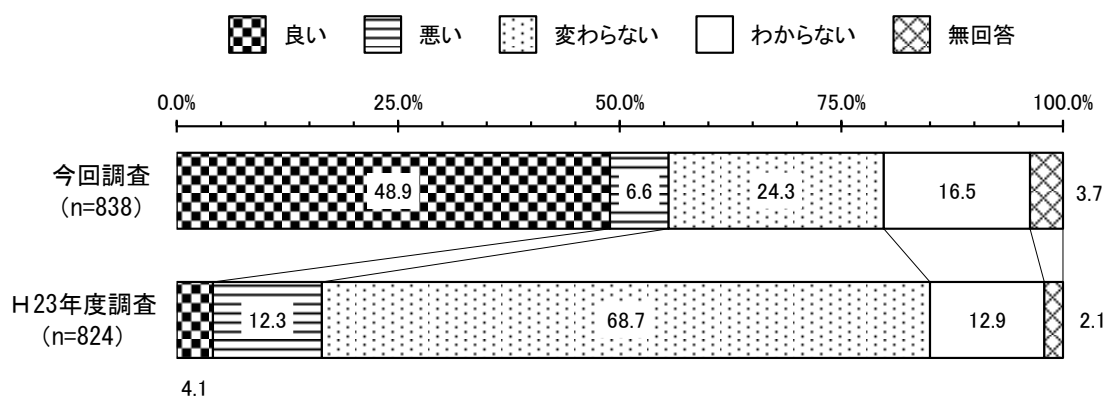 良い 悪い 変わらない わからない 無回答
0.0% 25.0% 50.0% 75.0% 100.0%
今回調査
(n=838)
48.9 6.6 24.3 16.5 3.7
H23年度調査
(n=824)
12.3 68.7 12.9 2.1
4.1